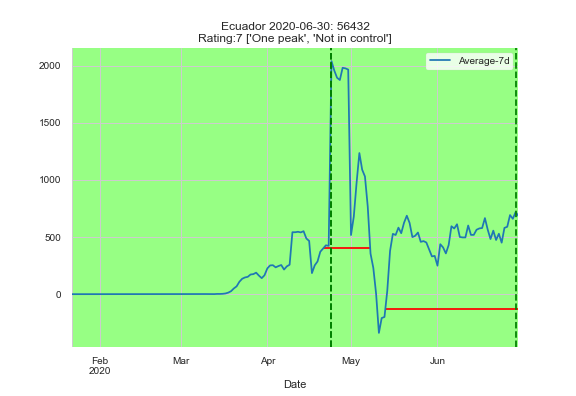 Ecuador 2020-06-30: 56432
Rating:7 ['One peak', 'Not in control']
Average-7d
2000
1500
1000
500
0
Feb
2020
Mar
Apr
May
Jun
Date